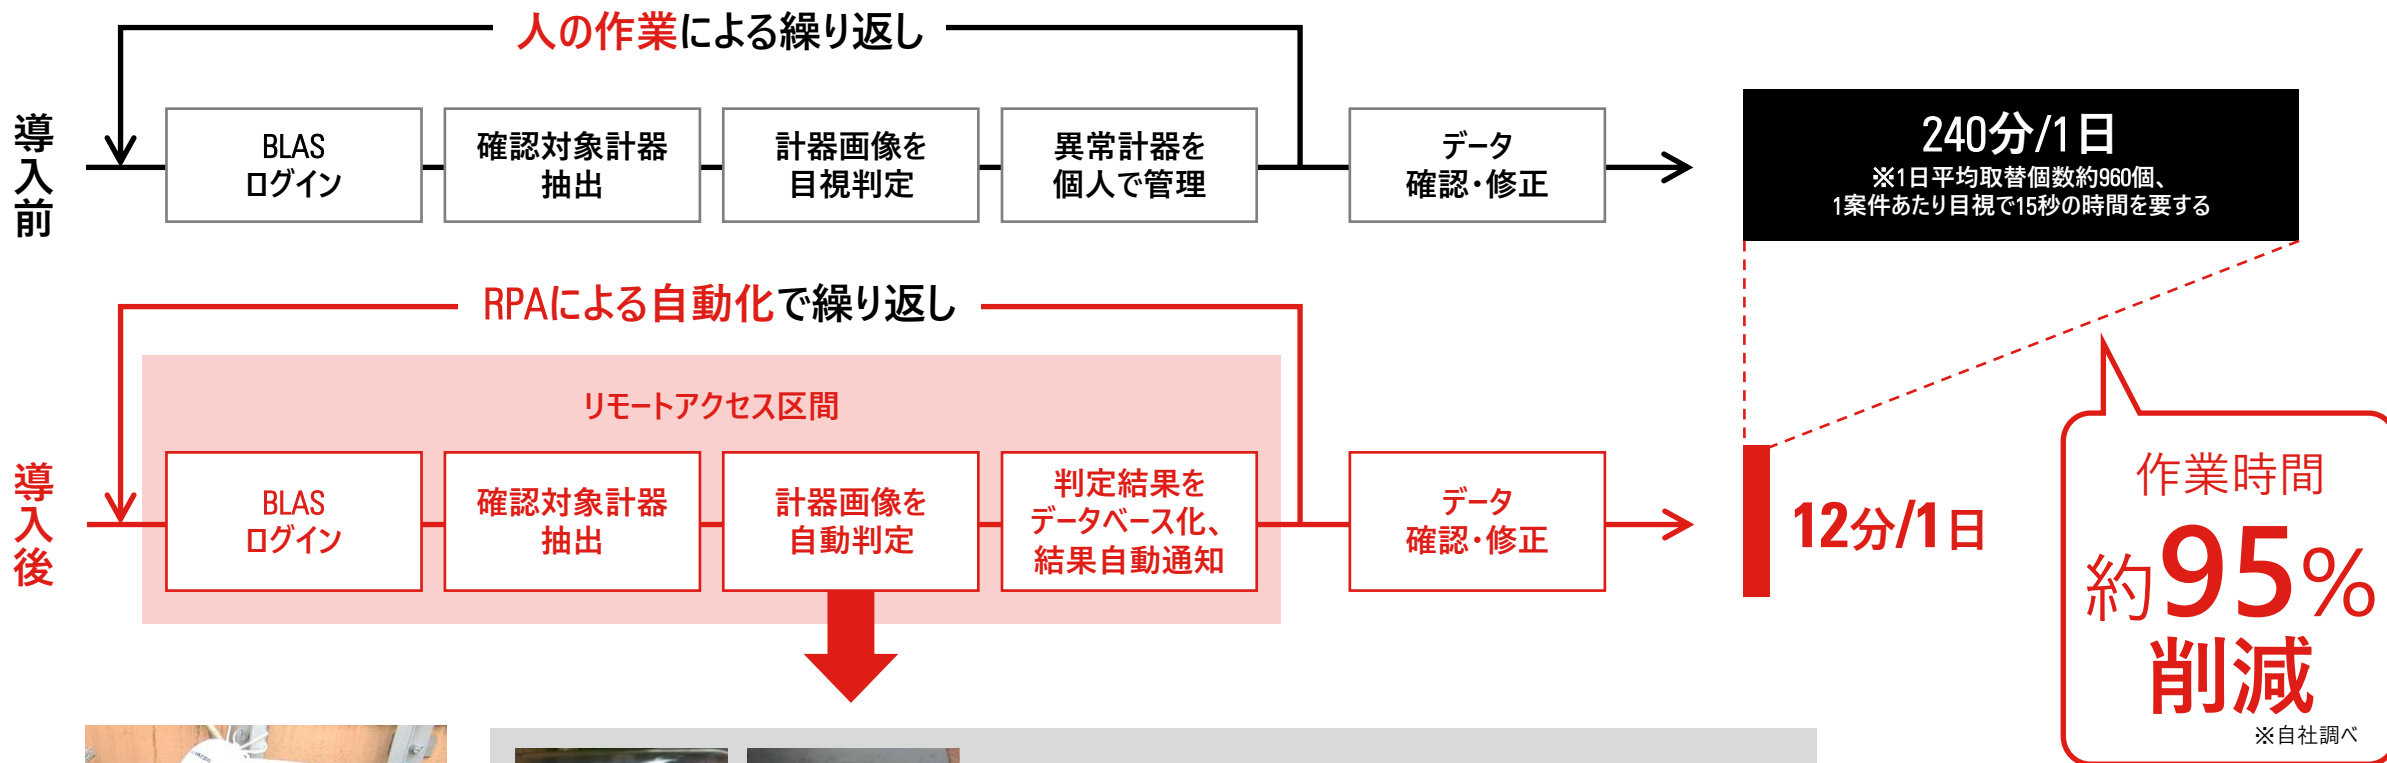 人の作業による繰り返し
導入前
BLAS
ログイン
確認対象計器
抽出
計器画像を
目視判定
異常計器を
個人で管理
データ
確認・修正
240分/1日
※1日平均取替個数約960個、
1案件あたり目視で15秒の時間を要する
RPAによる自動化で繰り返し
リモートアクセス区間
導入後
BLAS
ログイン
確認対象計器
抽出
計器画像を
自動判定
判定結果を
データベース化、
結果自動通知
データ
確認・修正
12分/1日
作業時間
約95%
削減
※自社調べ